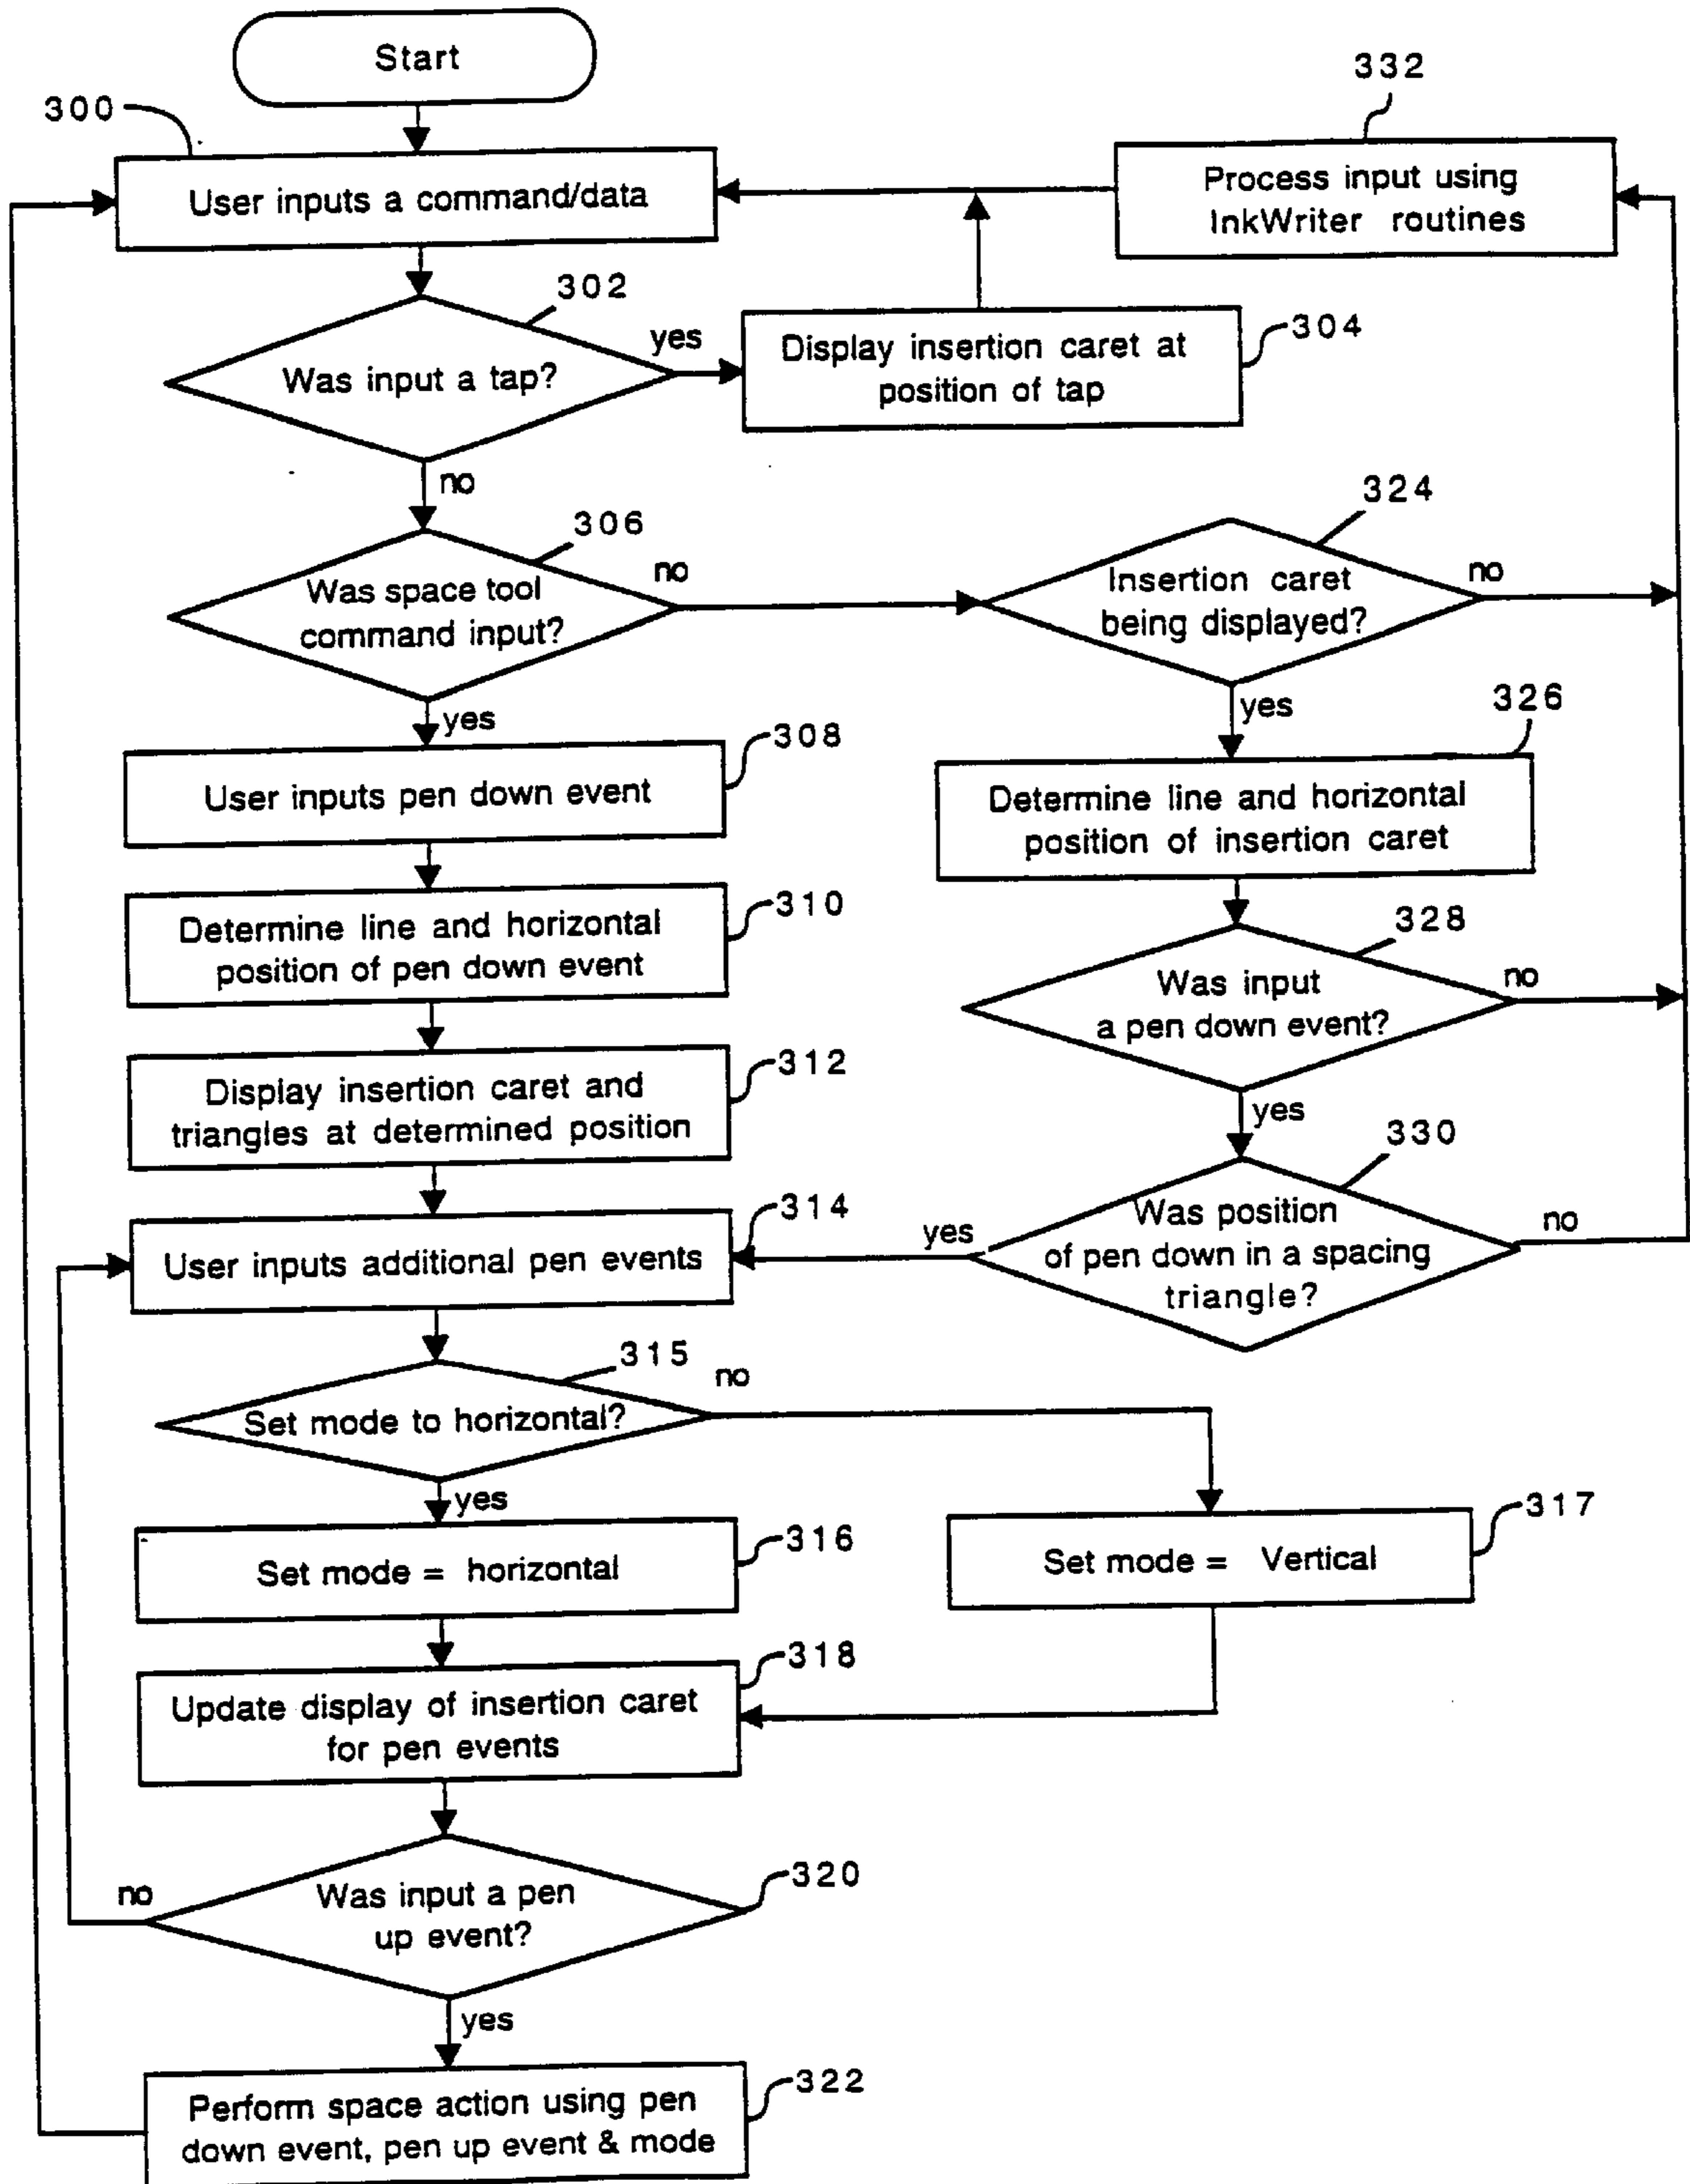 Start
300
332
User inputs a command/data
Process input using
InkWriter routines
302
yes
304
Was input a tap?
Display insertion caret at
position of tap
no
306
324
no
no
Was space tool
command input?
Insertion caret
being displayed?
yes
yes
326
308
User inputs pen down event
Determine line and horizontal
position of insertion caret
310
Determine line and horizontal
position of pen down event
328
Was input
a pen down event?
no
312
Display insertion caret and
triangles at determined position
yes
330
314
User inputs additional pen events
yes
Was position
of pen down in a spacing
triangle?
no
315
no
Set mode to horizontal?
yes
316
317
Set mode = horizontal
Set mode = Vertical
318
Update display of insertion caret
for pen events
320
no
Was input a pen
up event?
yes
322
Perform space action using pen
down event, pen up event & mode